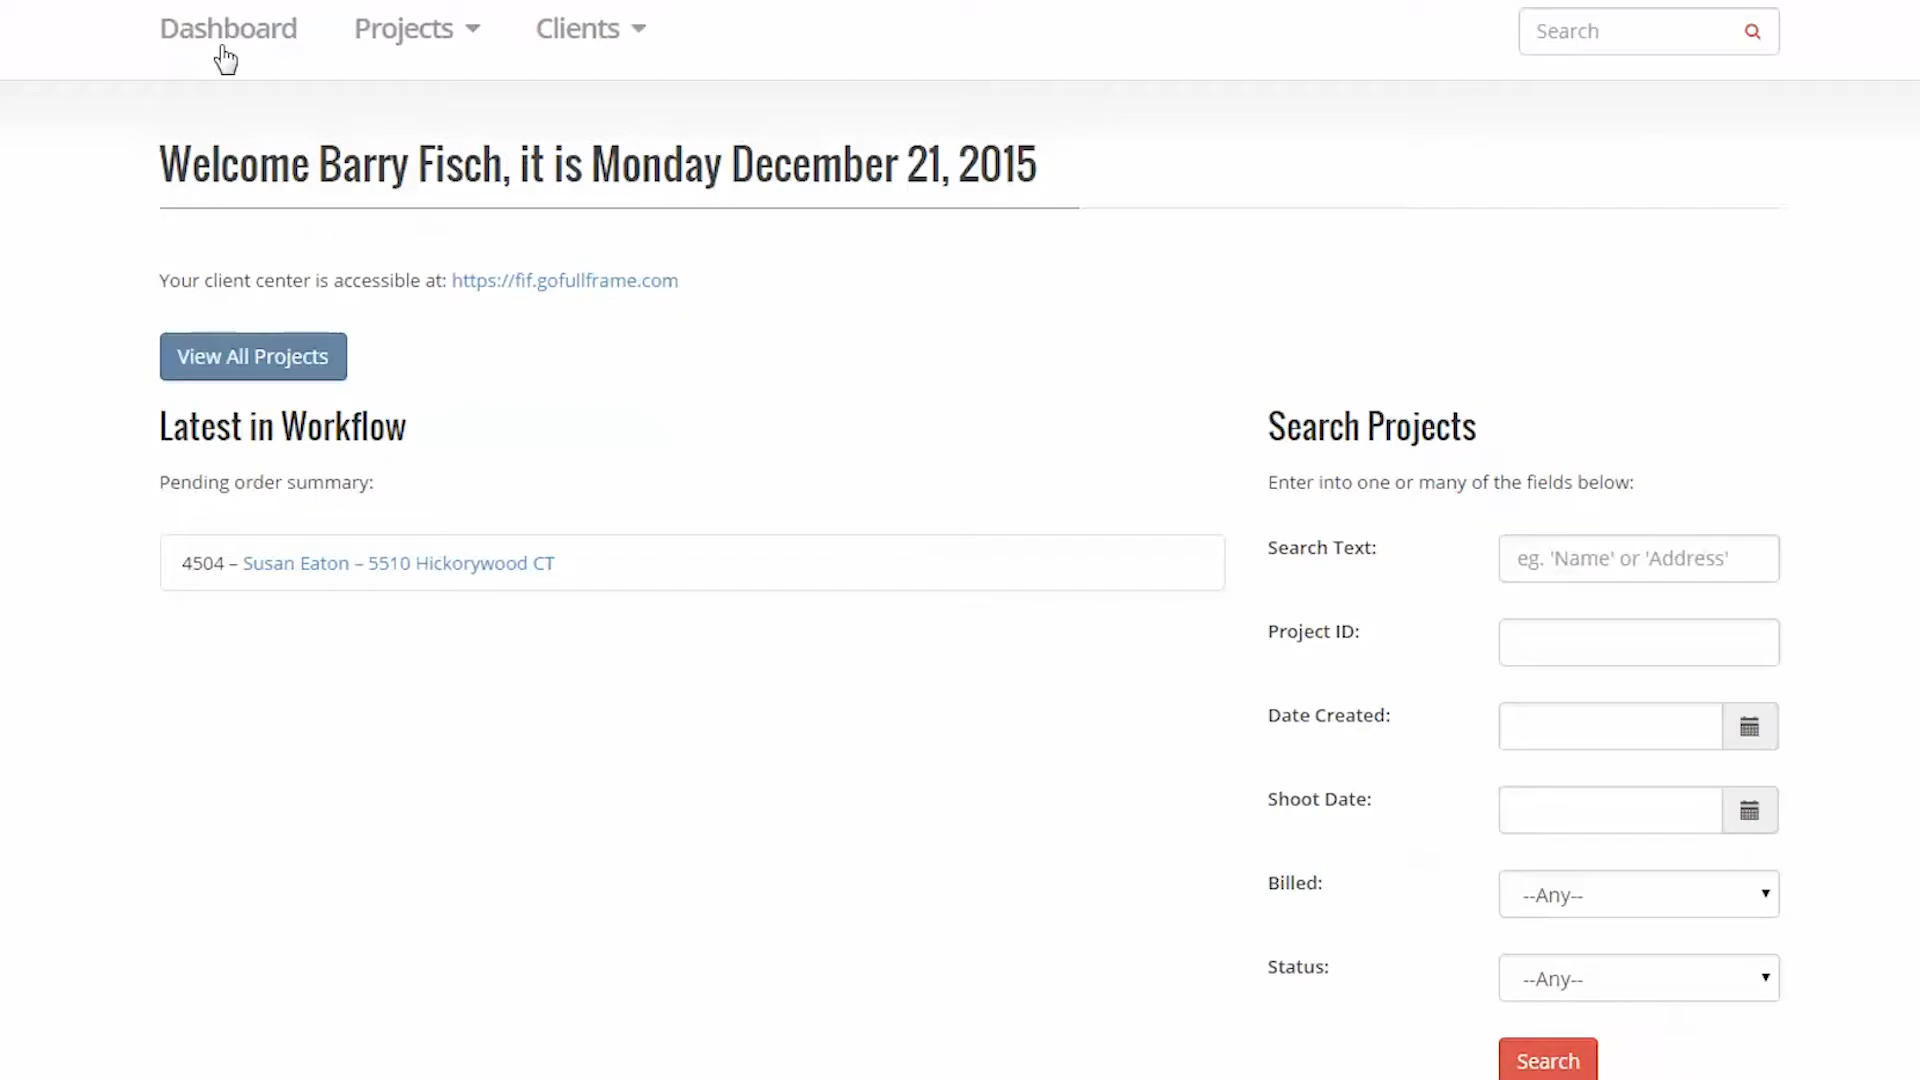 Dashboard Projects Clients Search
Welcome Barry Fisch, it is Monday December 21, 2015
Your client center is accessible at: https://fif.gofullframe.com
View All Projects
Latest in Workflow
Pending order summary:
4504 – Susan Eaton – 5510 Hickorywood CT
Search Projects
Enter into one or many of the fields below:
Search Text: eg. 'Name' or 'Address'
Project ID:
Date Created:
Shoot Date:
Billed: --Any--
Status: --Any--
Search